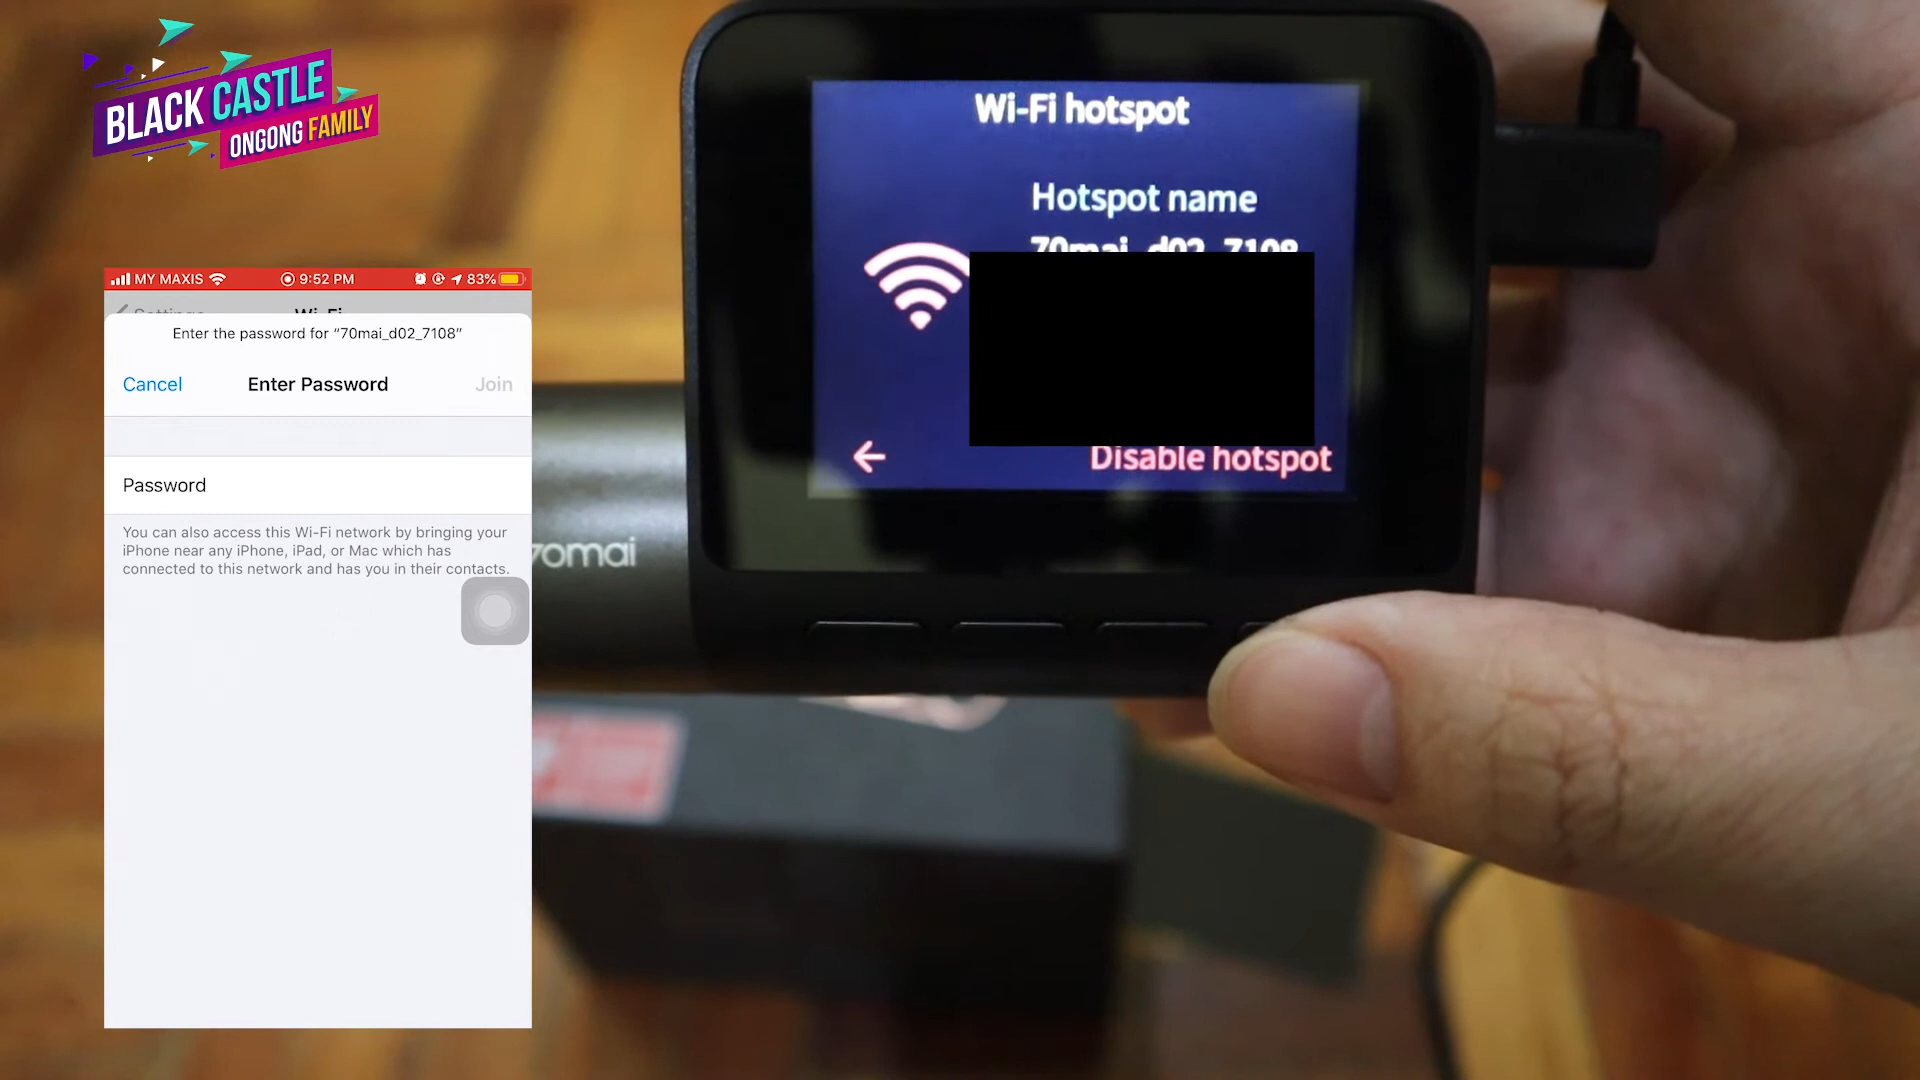 BLACK CASTLE
ONGONG FAMILY
MY MAXIS
9:52 PM
83%
Wi-Fi
Enter the password for “70mai_d02_7108”
Cancel
Enter Password
Join
Password
You can also access this Wi-Fi network by bringing your
iPhone near any iPhone, iPad, or Mac which has
connected to this network and has you in their contacts.
Wi-Fi hotspot
Hotspot name
70mai_d02_7108
Disable hotspot
70mai